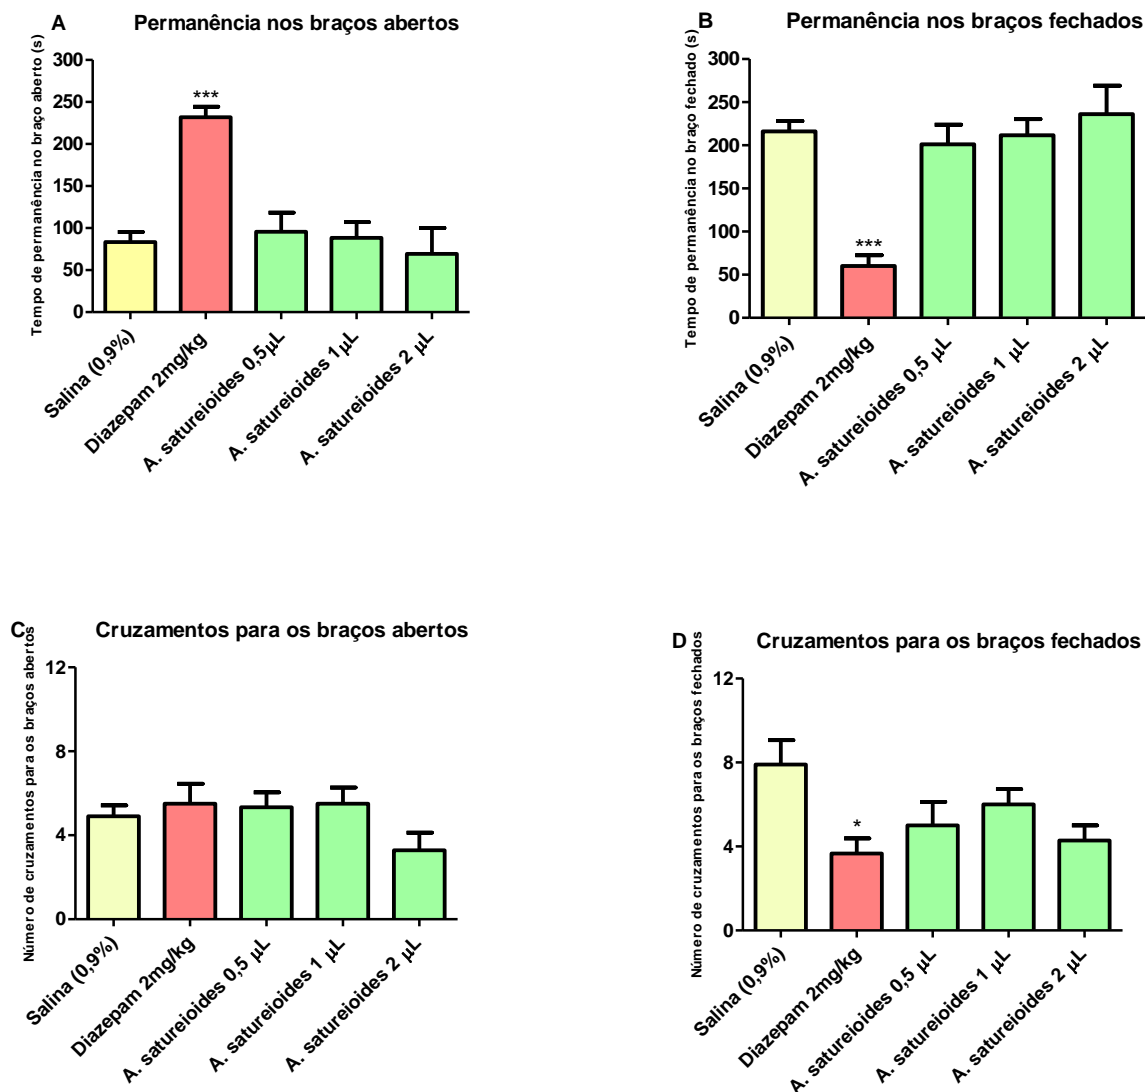 A
Permanência nos braços abertos
Tempo de permanência no braço aberto (s)
300
250
200
150
100
50
0
***
Salina (0,9%)
Diazepam 2mg/kg
A. satureioides 0,5µL
A. satureioides 1 µL
A. satureioides 2 µL
B
Permanência nos braços fechados
Tempo de permanência no braço fechado (s)
300
250
200
150
100
50
0
***
Salina (0,9%)
Diazepam 2mg/kg
A. satureioides 0,5 µL
A. satureioides 1 µL
A. satureioides 2 µL
C
Cruzamentos para os braços abertos
Número de cruzamentos para os braços abertos
12
8
4
0
Salina (0,9%)
Diazepam 2mg/kg
A. satureioides 0,5 µL
A. satureioides 1 µL
A. satureioides 2 µL
D
Cruzamentos para os braços fechados
Número de cruzamentos para os braços fechados
12
8
4
0
*
Salina (0,9%)
Diazepam 2mg/kg
A. satureioides 0,5 µL
A. satureioides 1 µL
A. satureioides 2 µL